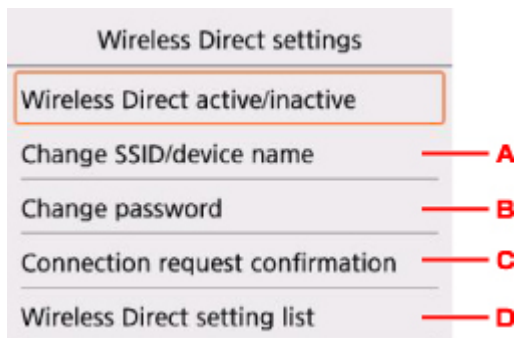 Wireless Direct settings
Wireless Direct active/inactive
Change SSID/device name A
Change password B
Connection request confirmation C
Wireless Direct setting list D